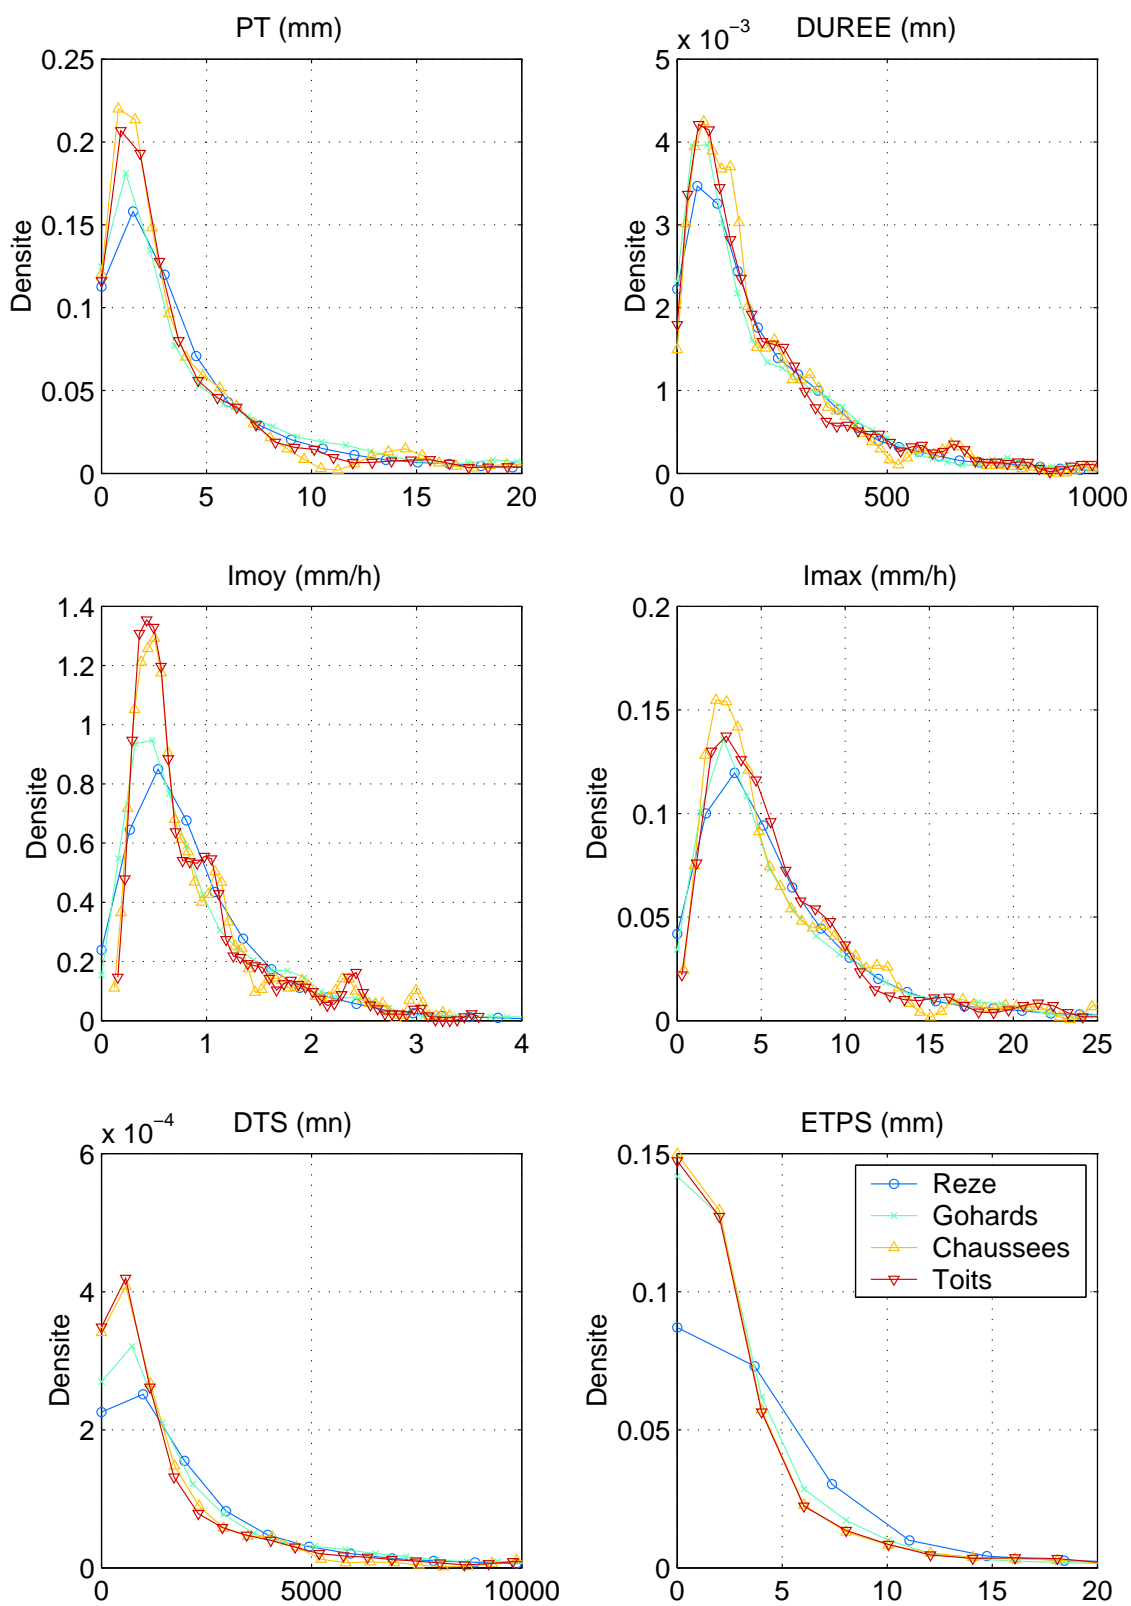 PT (mm)
0.25
0.2
0.15
0.1
0.05
0
Densite
0 5 10 15 20
DUREE (mn)
x 10−3
5
4
3
2
1
0
Densite
0 500 1000
Imoy (mm/h)
1.4
1.2
1
0.8
0.6
0.4
0.2
0
Densite
0 1 2 3 4
Imax (mm/h)
0.2
0.15
0.1
0.05
0
Densite
0 5 10 15 20 25
DTS (mn)
x 10−4
6
4
2
0
Densite
0 5000 10000
ETPS (mm)
0.15
0.1
0.05
0
Densite
0 5 10 15 20
Reze
Gohards
Chaussees
Toits